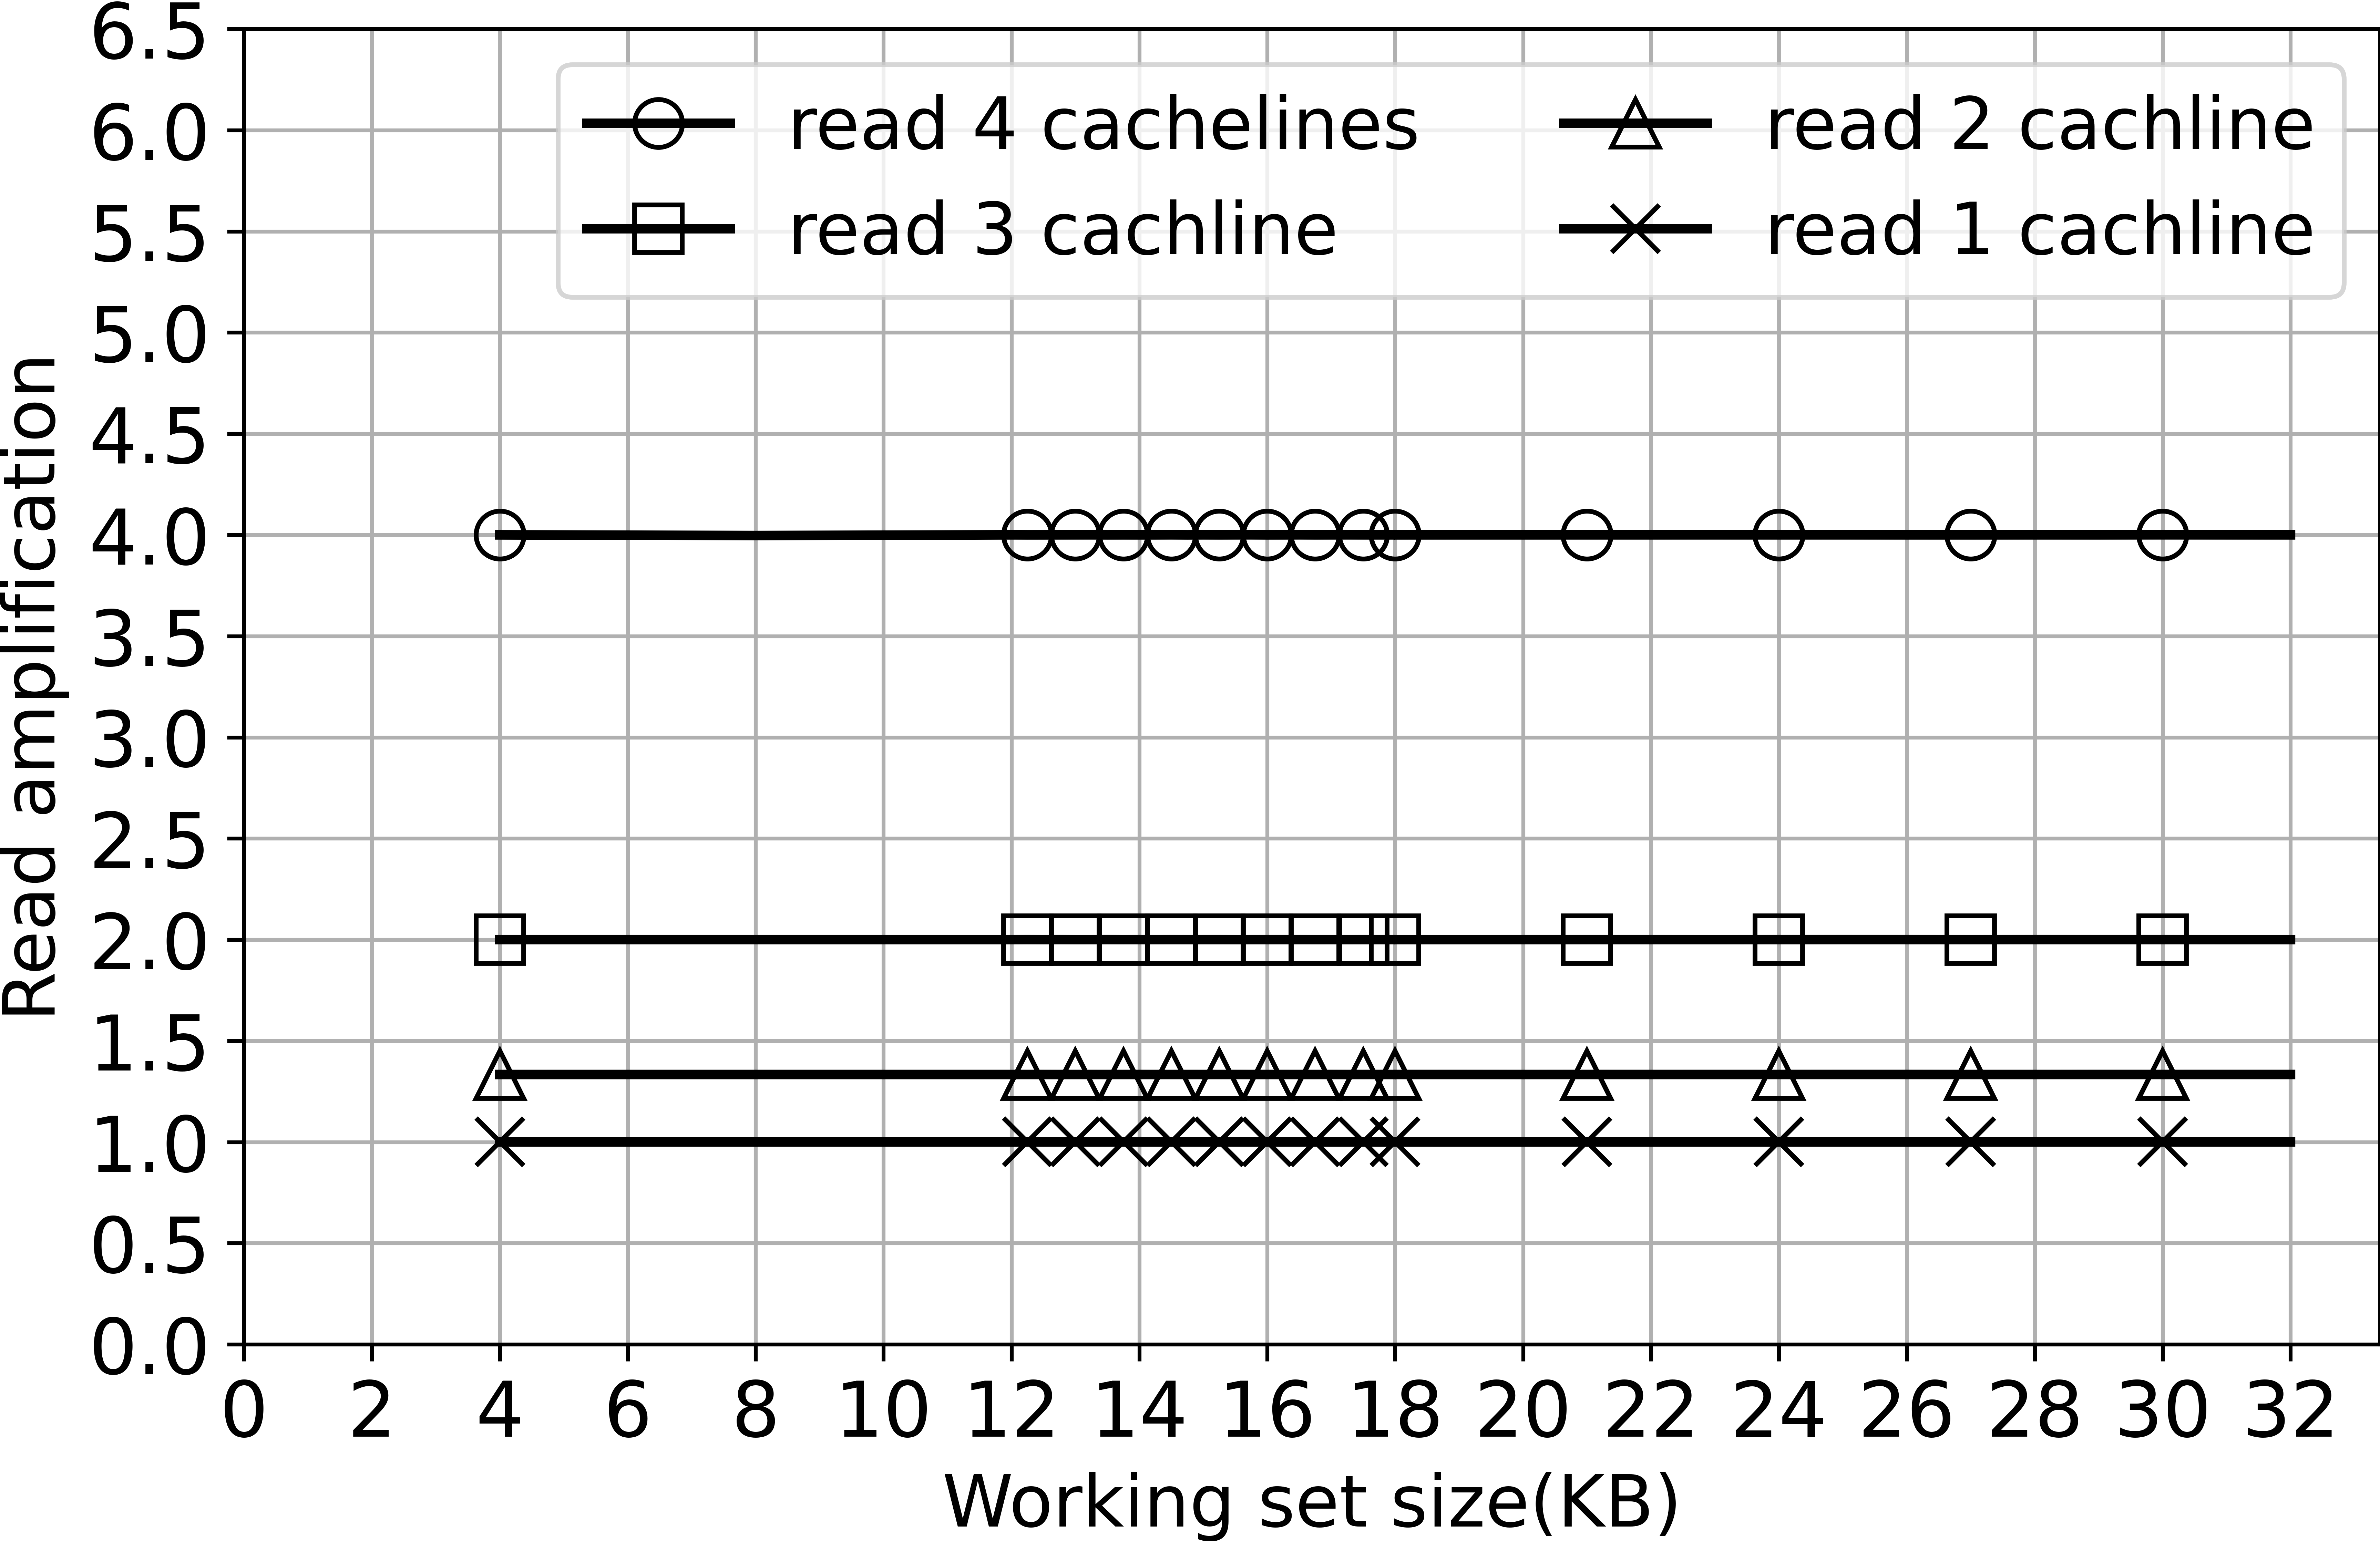 6.5
6.0
5.5
5.0
4.5
4.0
3.5
3.0
2.5
2.0
1.5
1.0
0.5
0.0
Read amplification
read 4 cachelines
read 3 cachline
read 2 cachline
read 1 cachline
0 2 4 6 8 10 12 14 16 18 20 22 24 26 28 30 32
Working set size(KB)